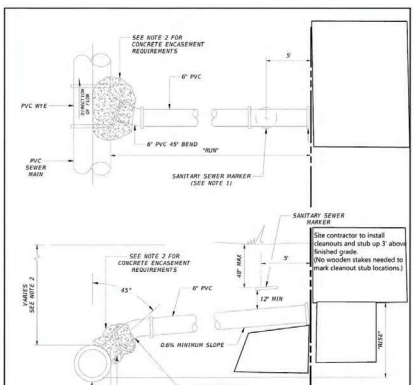 SEE NOTE 2 FOR
CONCRETE ENCASEMENT
REQUIREMENTS
6" PVC
5'
DIRECTION
OF FLOW
PVC WYE
6" PVC 45° BEND
"RUN"
PVC
SEWER
MAIN
SANITARY SEWER MARKER
(SEE NOTE 1)
SANITARY SEWER
MARKER
Site contractor to install
cleanouts and stub up 3' above
finished grade.
(No wooden stakes needed to
mark cleanout stub locations.)
SEE NOTE 2 FOR
CONCRETE ENCASEMENT
REQUIREMENTS
48" MAX
5'
VARIES
SEE NOTE 2
45°
6" PVC
12" MIN
0.6% MINIMUM SLOPE
"RISE"